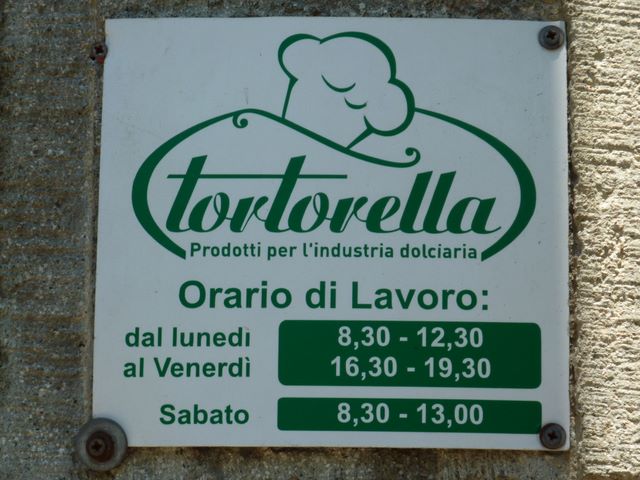 tortorella
Prodotti per l'industria dolciaria
Orario di Lavoro:
dal lunedì 8,30 - 12,30
al Venerdì 16,30 - 19,30
Sabato 8,30 - 13,00